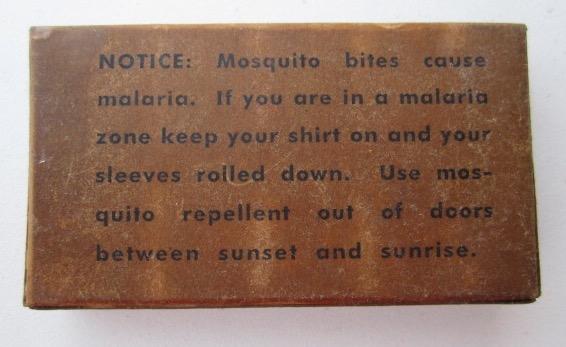 NOTICE: Mosquito bites cause
malaria. If you are in a malaria
zone keep your shirt on and your
sleeves rolled down. Use mos-
quito repellent out of doors
between sunset and sunrise.